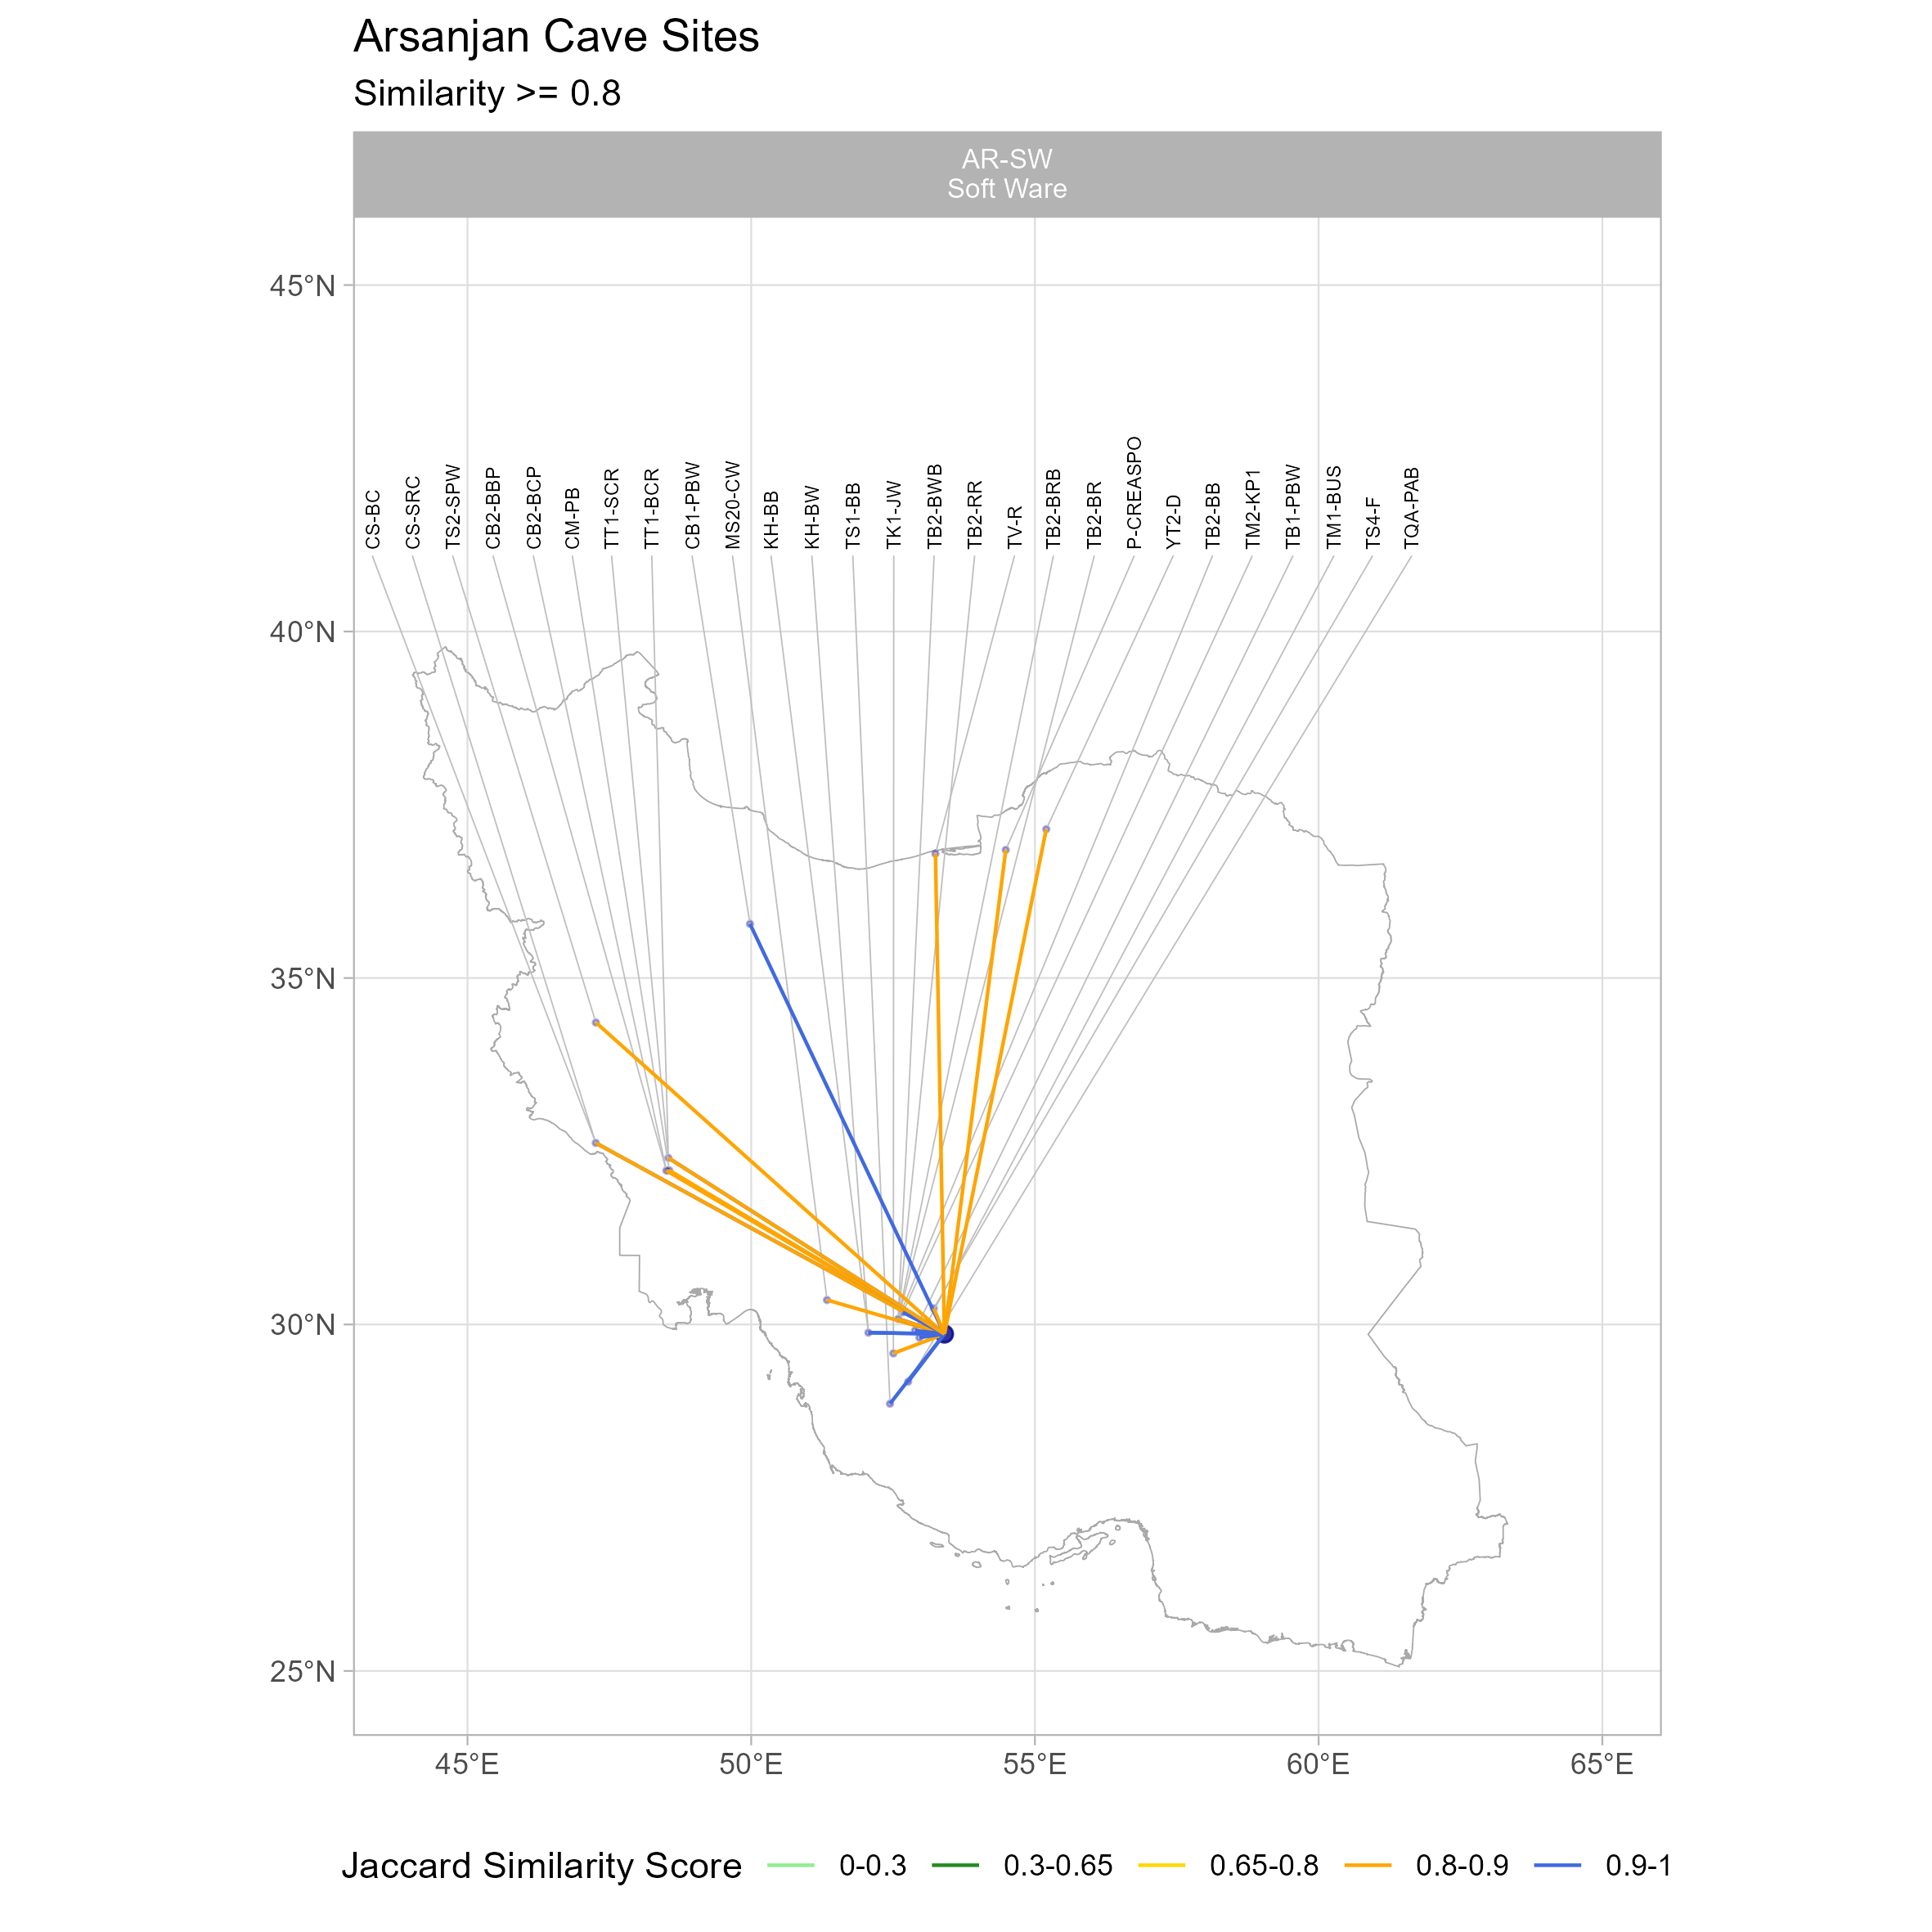 Arsanjan Cave Sites
Similarity >= 0.8
AR-SW
Soft Ware
45°N
40°N
35°N
30°N
25°N
CS-BC
CS-SRC
TS2-SPW
CB2-BBP
CB2-BCP
CM-PB
TT1-SCR
TT1-BCR
CB1-PBW
MS20-CW
KH-BB
KH-BW
TS1-BB
TK1-JW
TB2-BWB
TB2-RR
TV-R
TB2-BRB
TB2-BR
P-CREASPO
YT2-D
TB2-BB
TM2-KP1
TB1-PBW
TM1-BUS
TS4-F
TQA-PAB
45°E 50°E 55°E 60°E 65°E
Jaccard Similarity Score 0-0.3 0.3-0.65 0.65-0.8 0.8-0.9 0.9-1